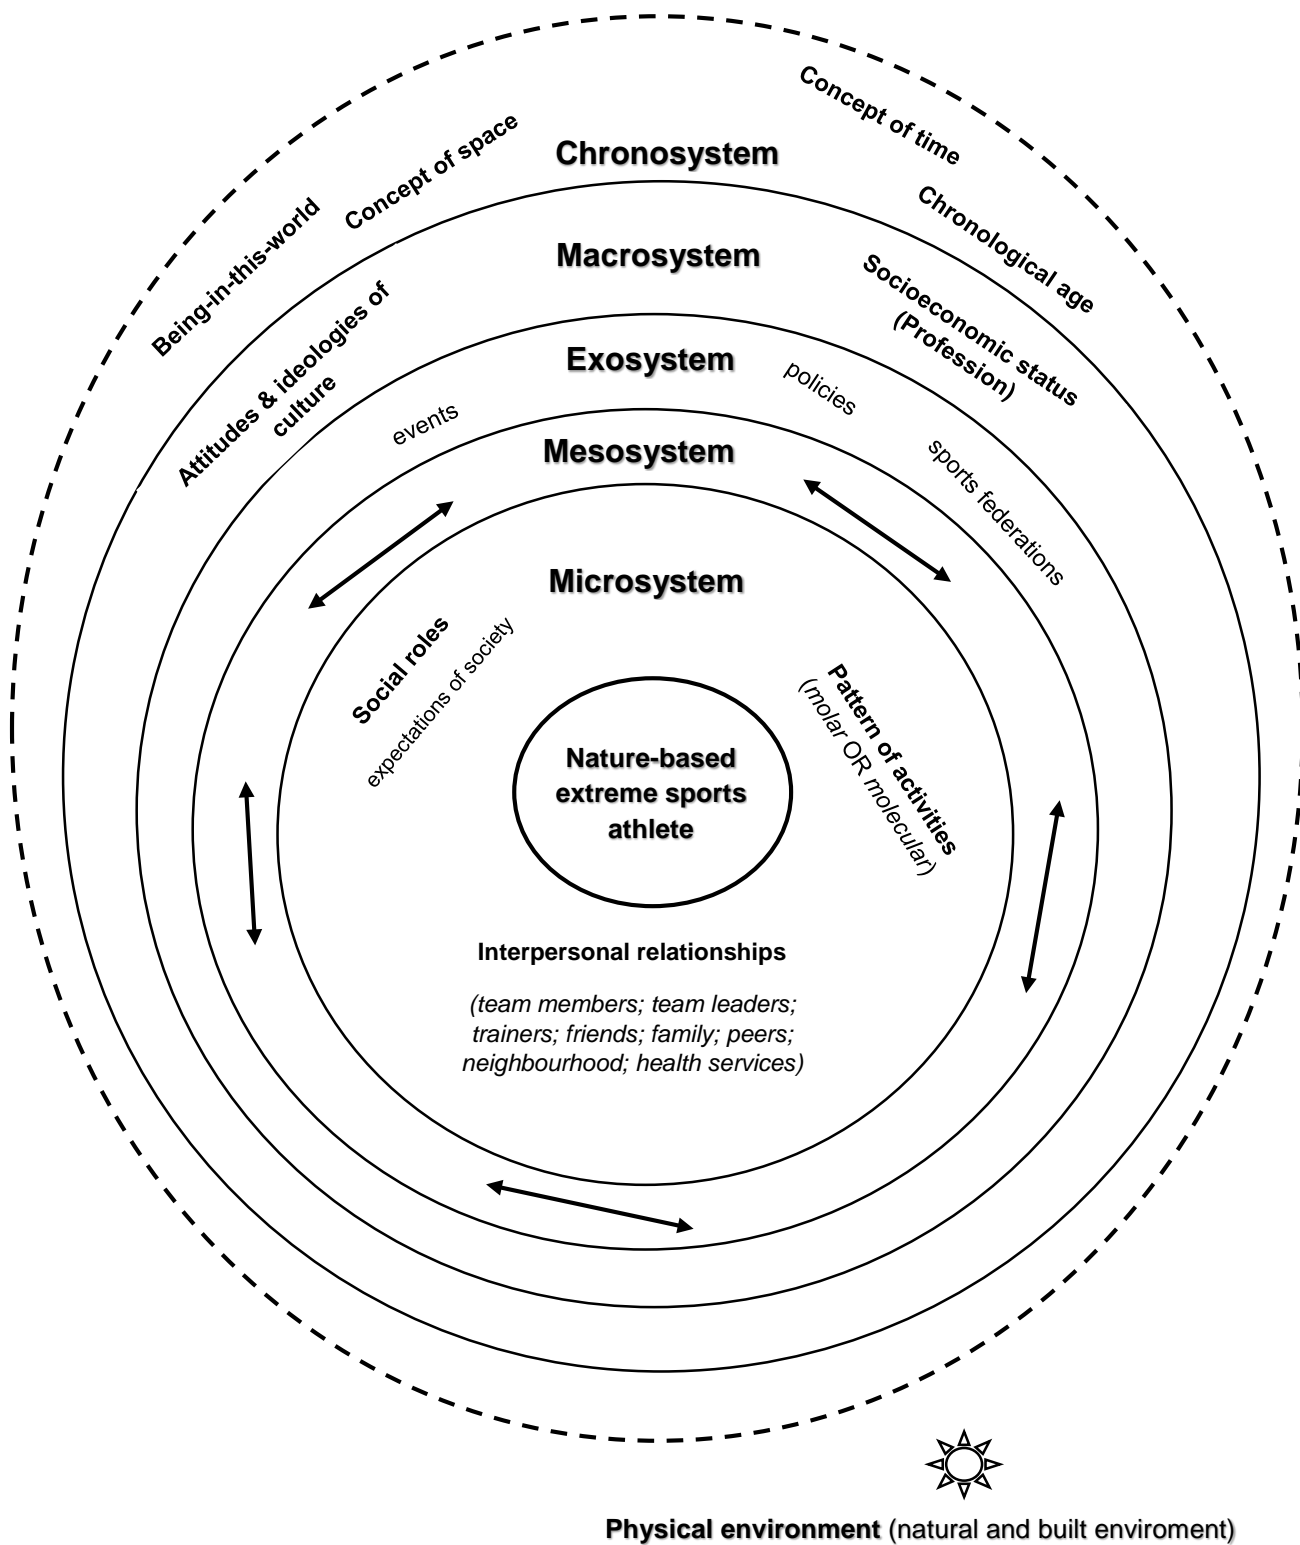 Concept of time
Concept of space
Chronosystem
Being-in-this-world
Chronological age
Macrosystem
Attitudes & ideologies of
culture
Socioeconomic status
(Profession)
Exosystem
events
policies
sports federations
Mesosystem
Microsystem
Social roles
expectations of society
Pattern of activities
(molar OR molecular)
Nature-based
extreme sports
athlete
Interpersonal relationships
(team members; team leaders;
trainers; friends; family; peers;
neighbourhood; health services)
Physical environment (natural and built enviroment)